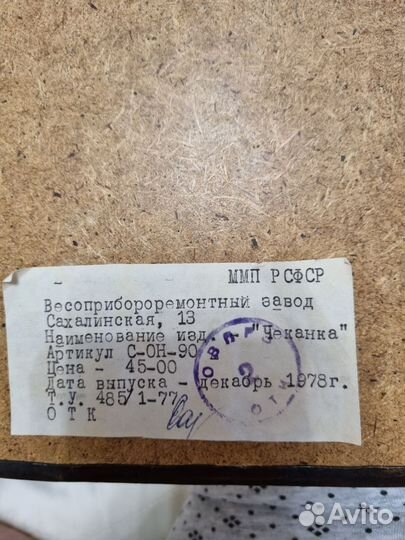 ММП РСФСР
Весоприбороремонтный завод
Сахалинская, 13
Наименование изд. - "Чеканка"
Артикул С-ОН-90
Цена - 45-00
Дата выпуска - декабрь 1978г.
Т.У. 485/1-77
О Т К
Avito